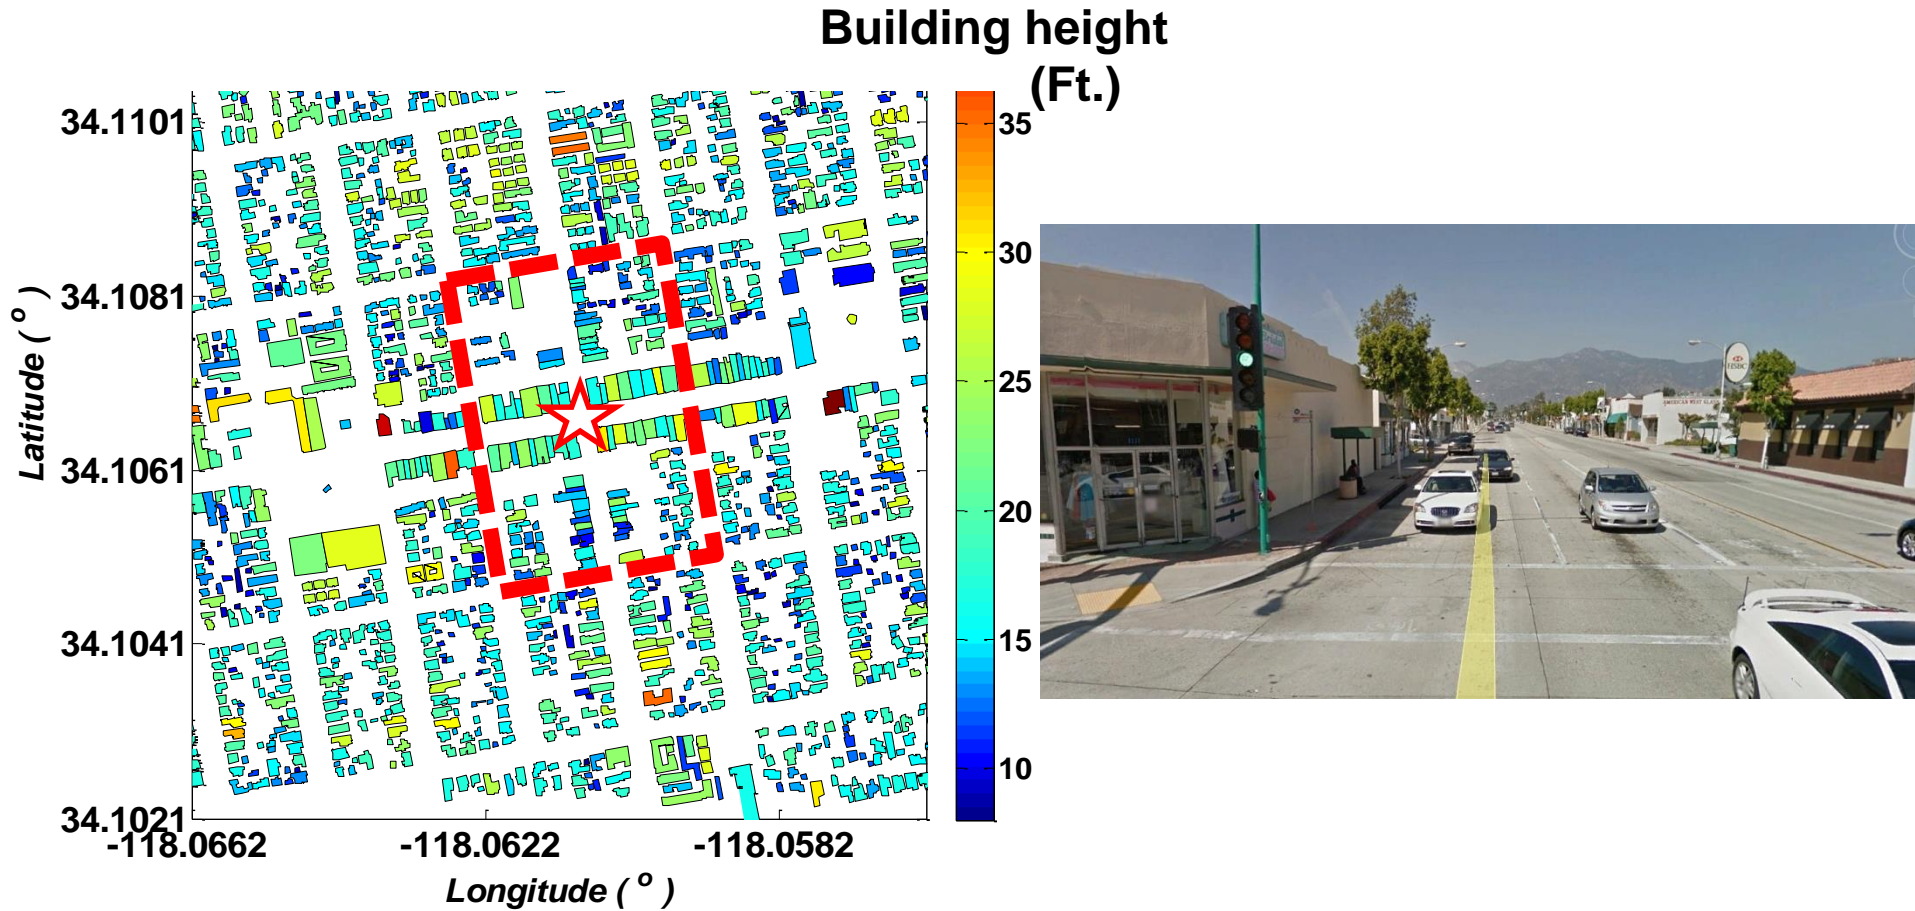 Building height
(Ft.)
34.1101
34.1081
34.1061
34.1041
34.1021
Latitude ( o )
-118.0662
-118.0622
-118.0582
Longitude ( o )
35
30
25
20
15
10
HSBC